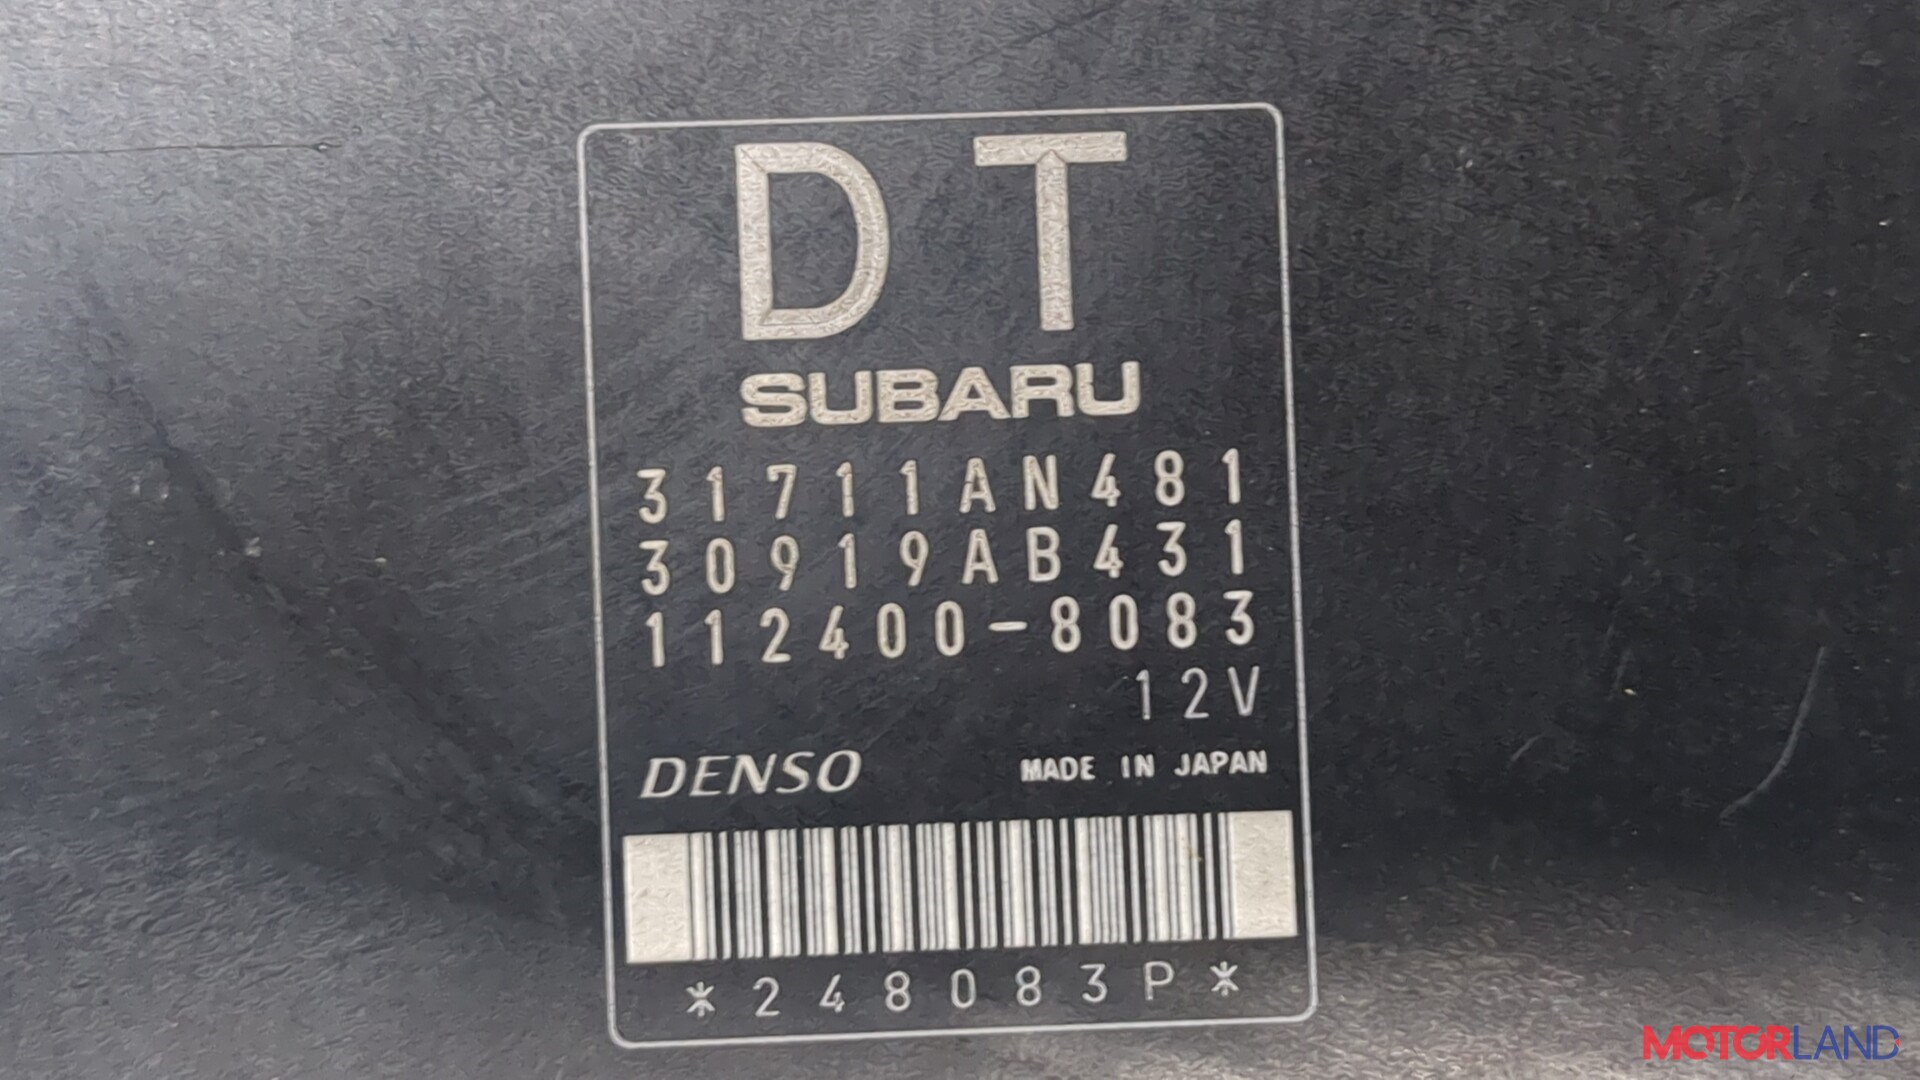 DT
SUBARU
31711AN481
30919AB431
112400-8083
12V
DENSO MADE IN JAPAN
*248083P*
MOTORLAND